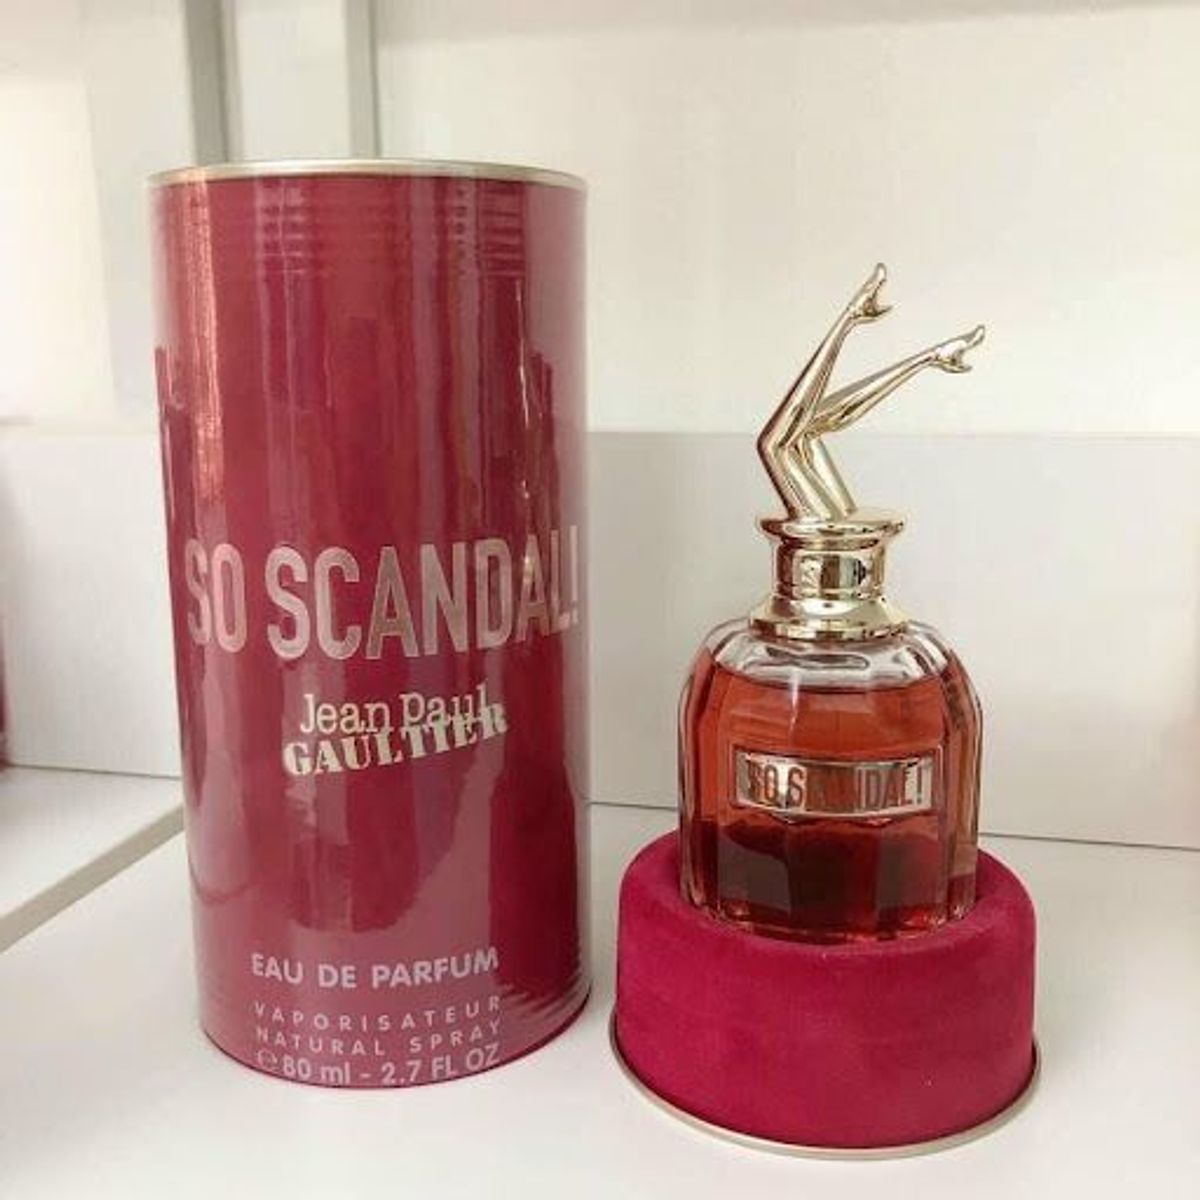 SO SCANDAL!
Jean Paul
GAULTIER
EAU DE PARFUM
VAPORISATEUR
NATURAL SPRAY
℮ 80 ml - 2.7 FL OZ
SO SCANDAL!